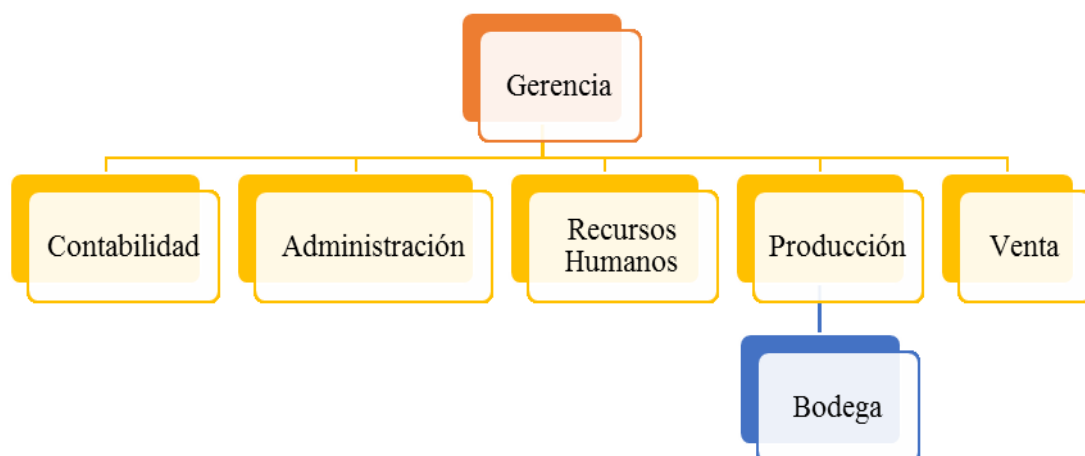 Gerencia
Contabilidad
Administración
Recursos
Humanos
Producción
Venta
Bodega